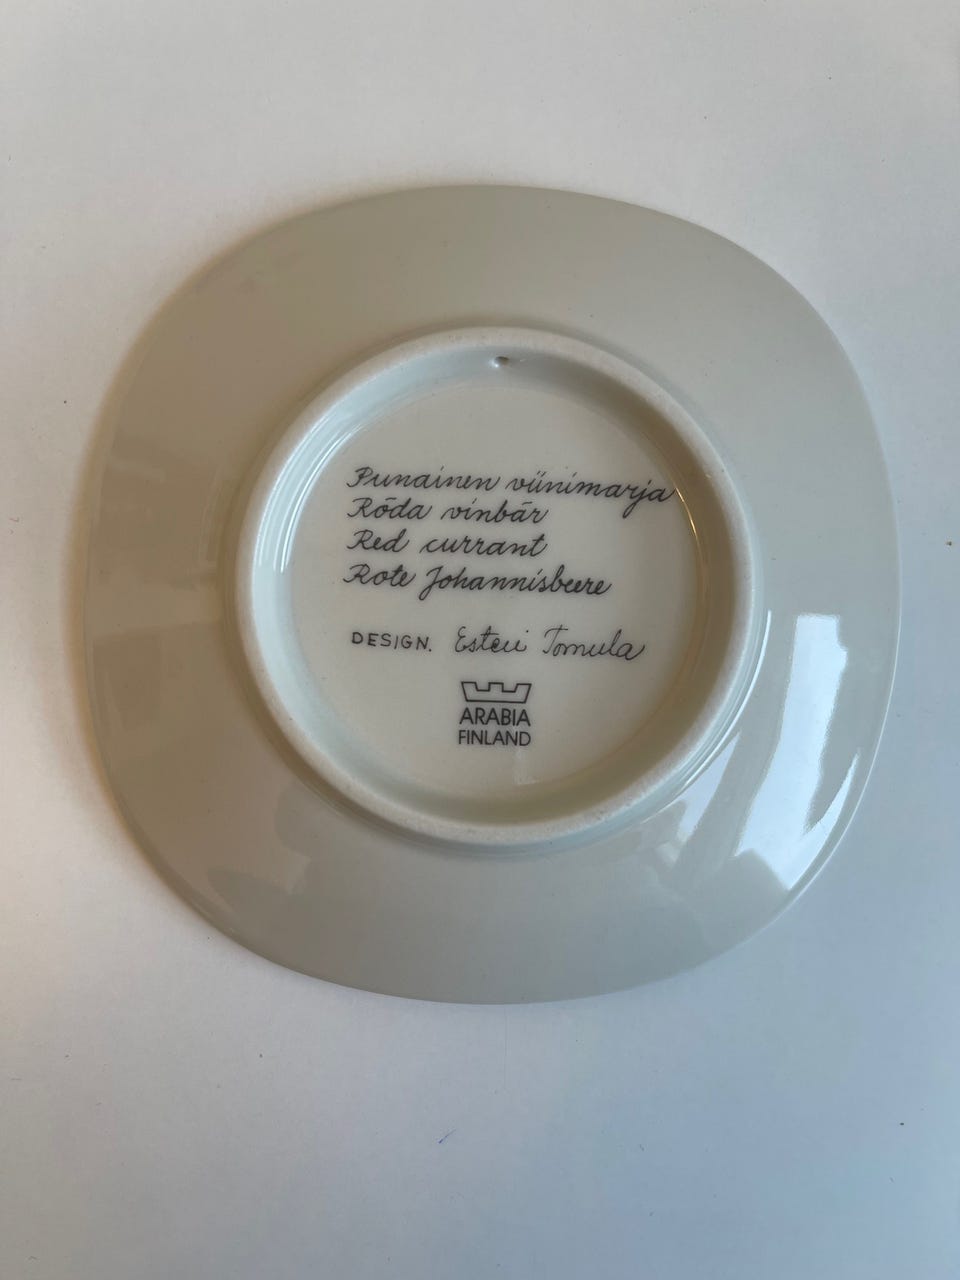 Punainen viinimarja
Röda vinbär
Red currant
Rote Johannisbeere
DESIGN. Esteri Tomula
ARABIA
FINLAND